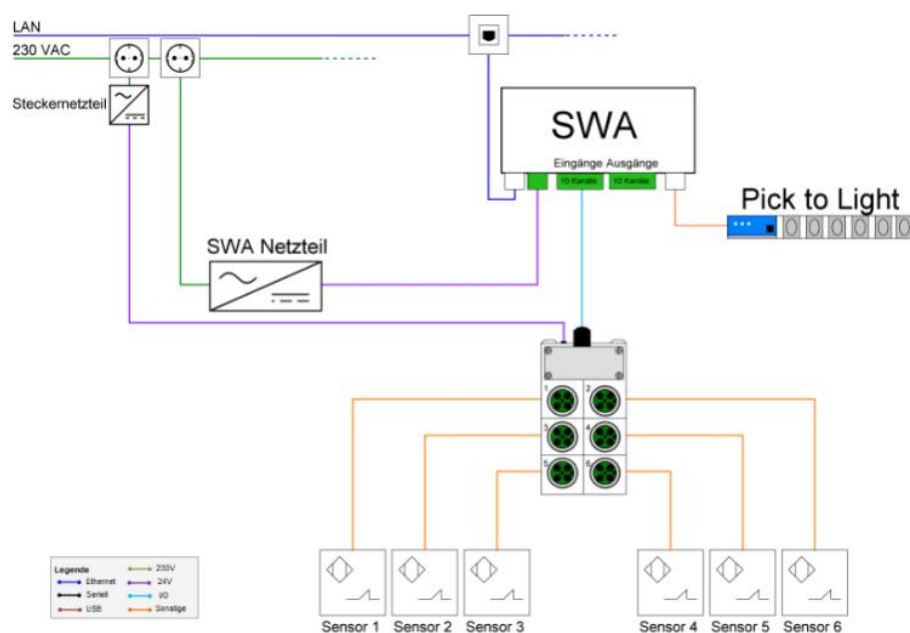 LAN
230 VAC
Steckernetzteil
SWA
Eingänge Ausgänge
10 Kanäle
10 Kanäle
Pick to Light
SWA Netzteil
1
2
3
4
5
6
Legende
Ethernet
Seriell
USB
230V
24V
I/O
Sonstige
Sensor 1
Sensor 2
Sensor 3
Sensor 4
Sensor 5
Sensor 6